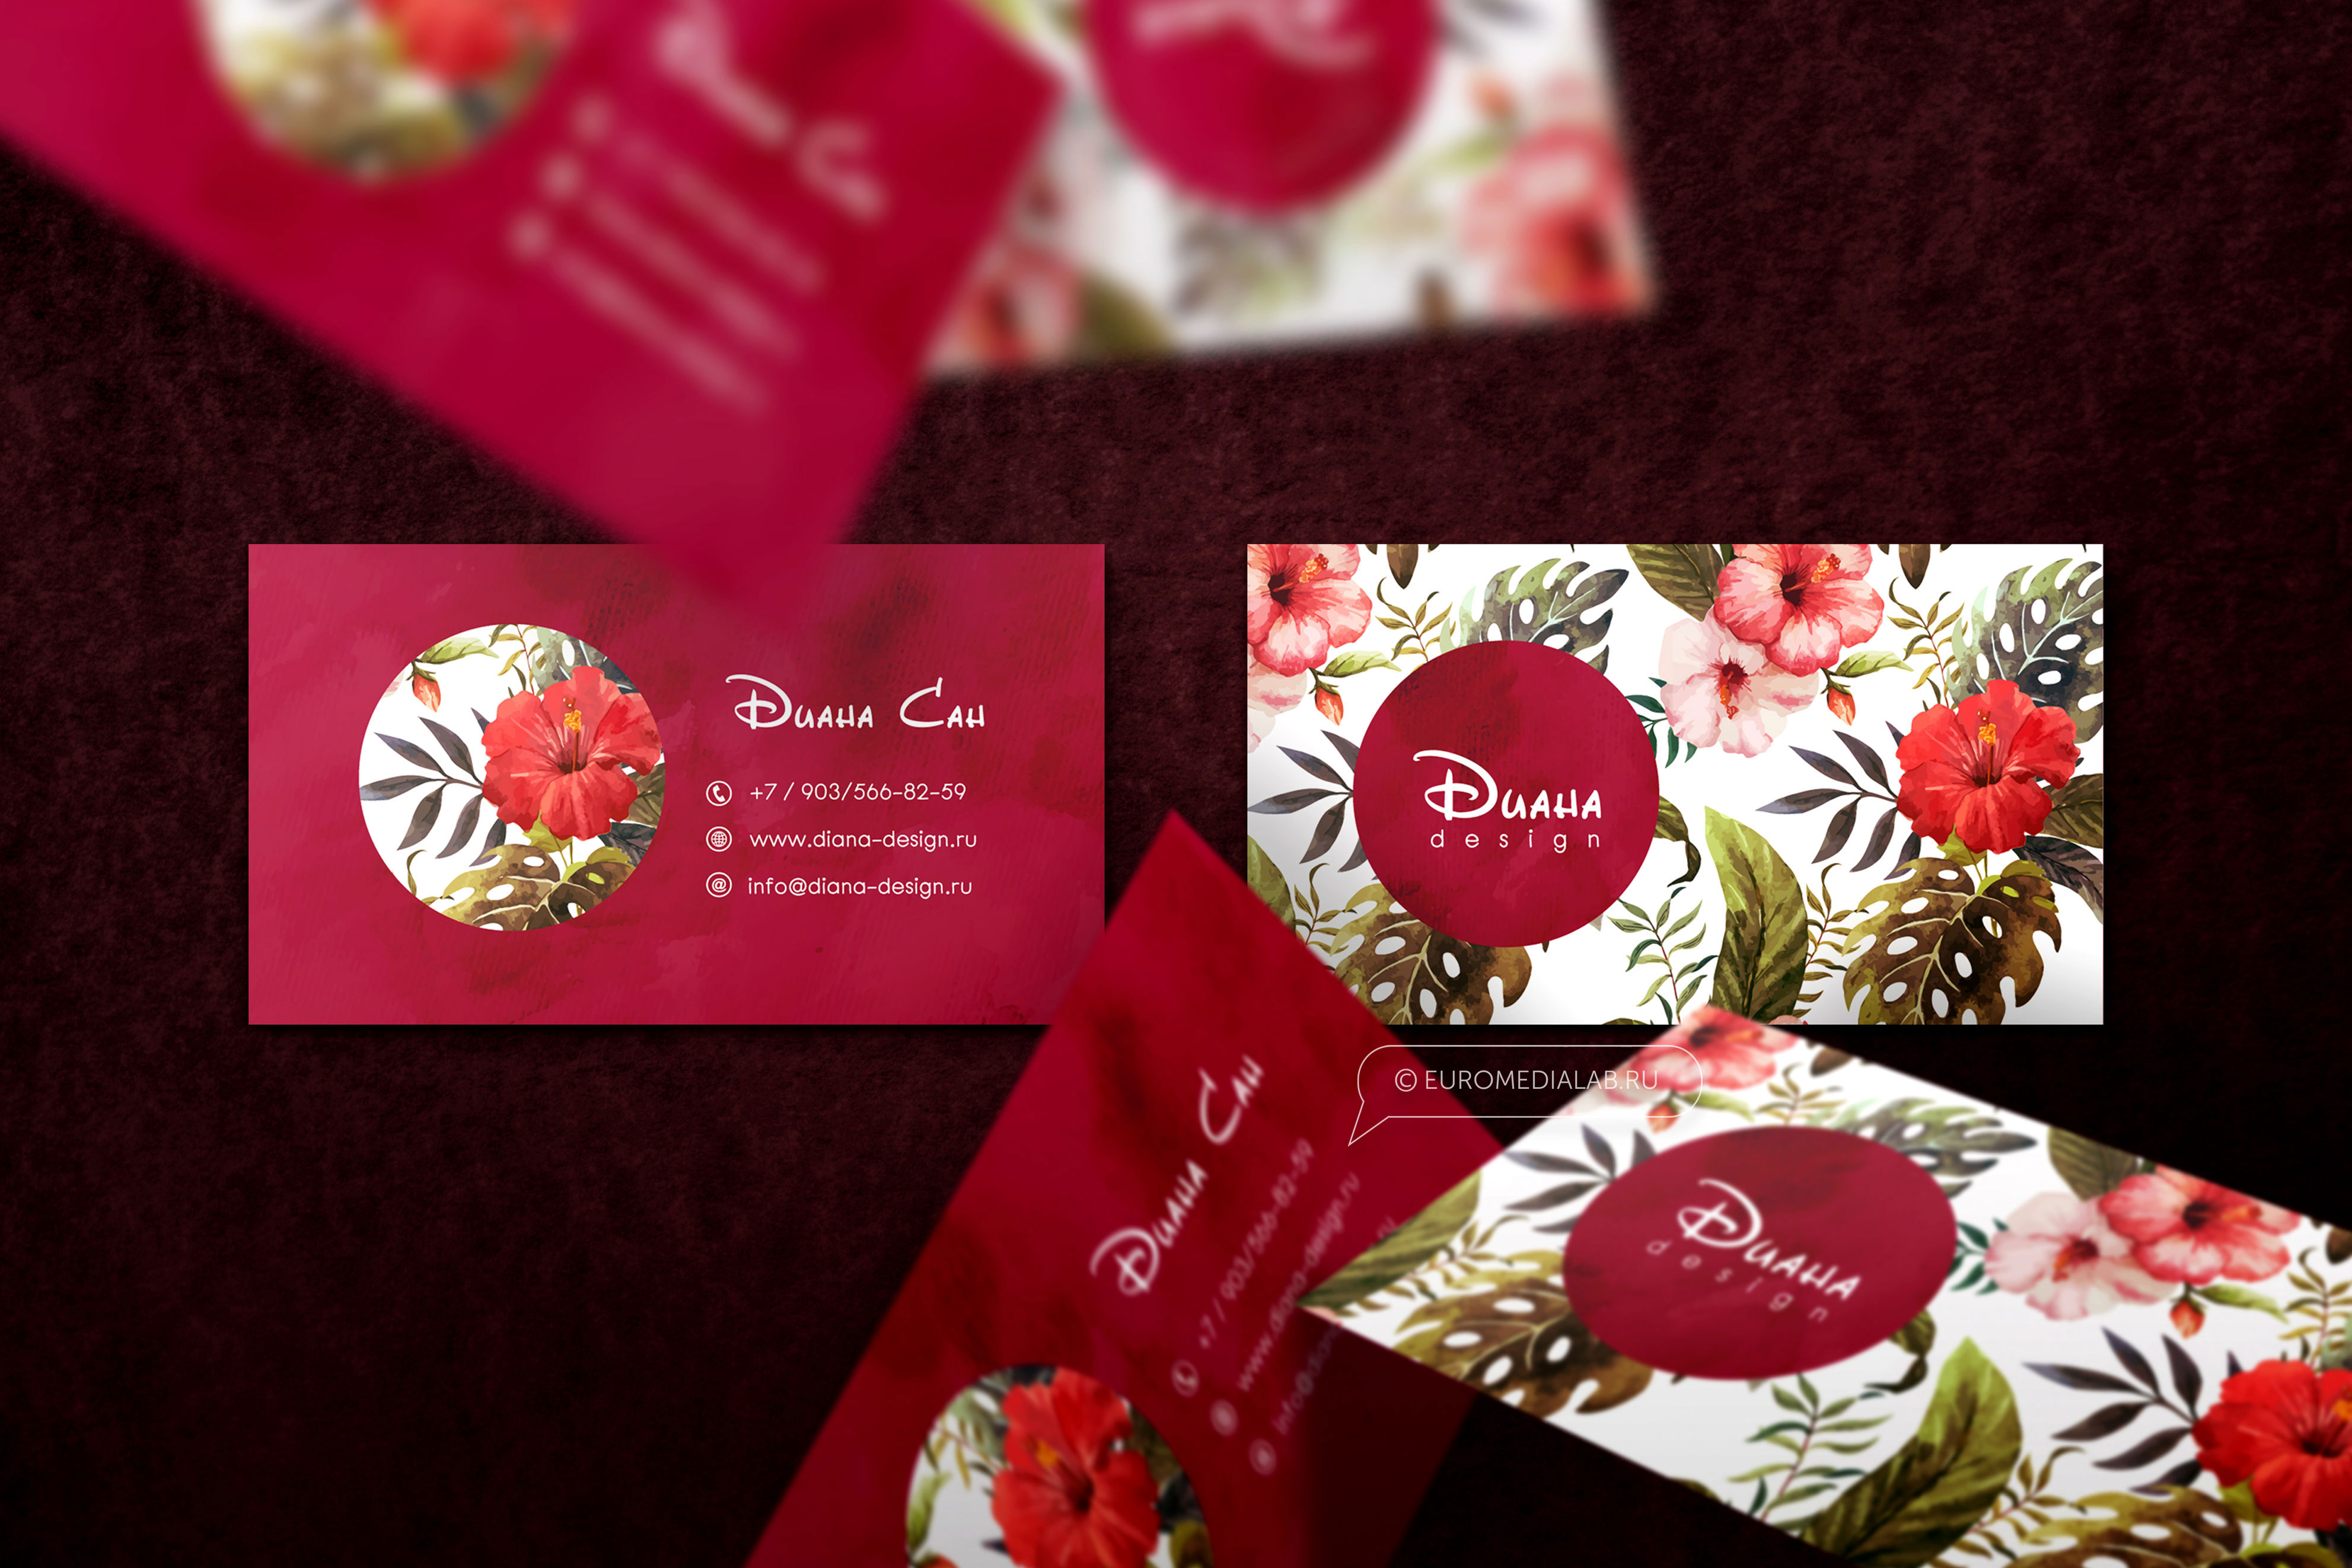 Диана Сан
+7 / 903/566-82-59
www.diana-design.ru
@ info@diana-design.ru
Диана
design
© EUROMEDIALAB.RU
Диана Сан
+7 / 903/566-82-59
www.diana-design.ru
Диана
design